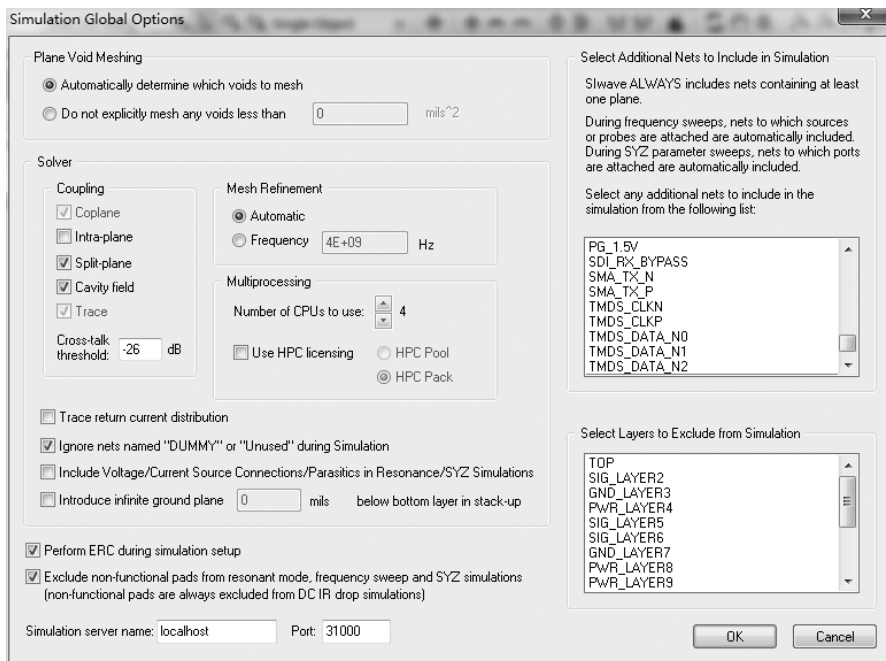 Simulation Global Options
Plane Void Meshing
Automatically determine which voids to mesh
Do not explicitly mesh any voids less than 0 mils^2
Solver
Coupling
Coplane
Intra-plane
Split-plane
Cavity field
Trace
Cross-talk
threshold: -26 dB
Mesh Refinement
Automatic
Frequency 4E+09 Hz
Multiprocessing
Number of CPUs to use: 4
Use HPC licensing
HPC Pool
HPC Pack
Trace return current distribution
Ignore nets named "DUMMY" or "Unused" during Simulation
Include Voltage/Current Source Connections/Parasitics in Resonance/SYZ Simulations
Introduce infinite ground plane 0 mils below bottom layer in stack-up
Perform ERC during simulation setup
Exclude non-functional pads from resonant mode, frequency sweep and SYZ simulations
(non-functional pads are always excluded from DC IR drop simulations)
Simulation server name: localhost Port: 31000
Select Additional Nets to Include in Simulation
SIwave ALWAYS includes nets containing at least
one plane.
During frequency sweeps, nets to which sources
or probes are attached are automatically included.
During SYZ parameter sweeps, nets to which ports
are attached are automatically included.
Select any additional nets to include in the
simulation from the following list:
PG_1.5V
SDI_RX_BYPASS
SMA_TX_N
SMA_TX_P
TMDS_CLKN
TMDS_CLKP
TMDS_DATA_N0
TMDS_DATA_N1
TMDS_DATA_N2
Select Layers to Exclude from Simulation
TOP
SIG_LAYER2
GND_LAYER3
PWR_LAYER4
SIG_LAYER5
SIG_LAYER6
GND_LAYER7
PWR_LAYER8
PWR_LAYER9
OK Cancel